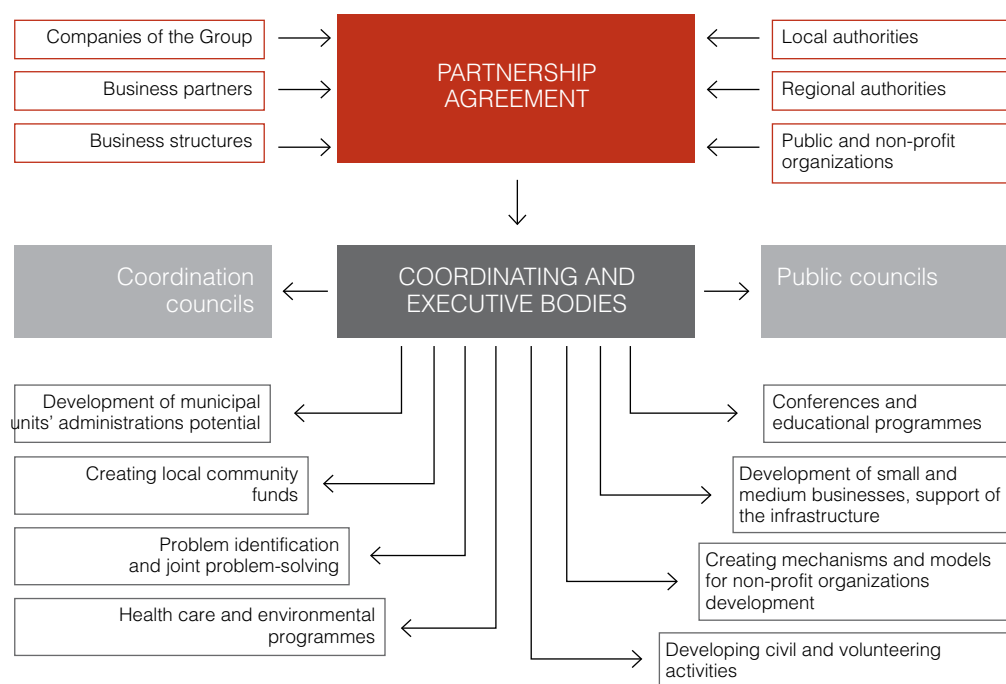 Companies of the Group
Business partners
Business structures
PARTNERSHIP
AGREEMENT
Local authorities
Regional authorities
Public and non-profit
organizations
Coordination
councils
COORDINATING AND
EXECUTIVE BODIES
Public councils
Development of municipal
units’ administrations potential
Creating local community
funds
Problem identification
and joint problem-solving
Health care and environmental
programmes
Conferences and
educational programmes
Development of small and
medium businesses, support of
the infrastructure
Creating mechanisms and models
for non-profit organizations
development
Developing civil and volunteering
activities